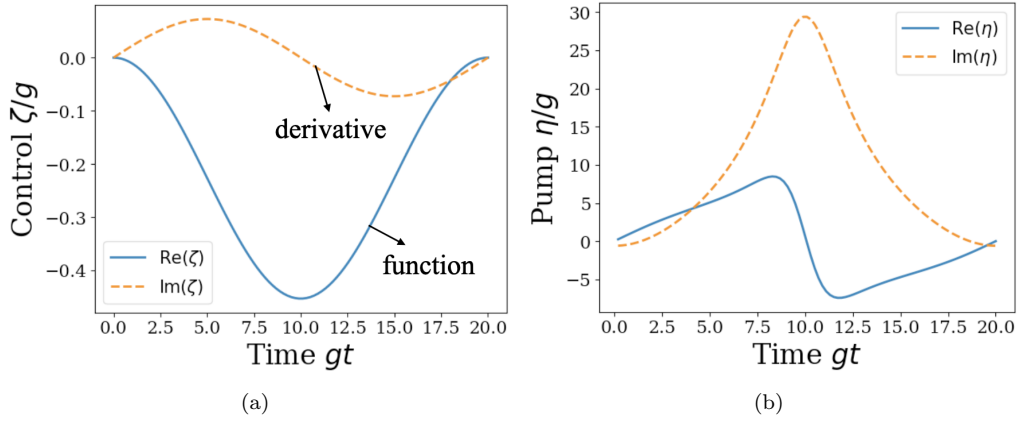 Control ζ/g
0.0
−0.1
−0.2
−0.3
−0.4
derivative
function
Re(ζ)
Im(ζ)
0.0 2.5 5.0 7.5 10.0 12.5 15.0 17.5 20.0
Time gt
(a)
Pump η/g
30
25
20
15
10
5
0
−5
Re(η)
Im(η)
0.0 2.5 5.0 7.5 10.0 12.5 15.0 17.5 20.0
Time gt
(b)